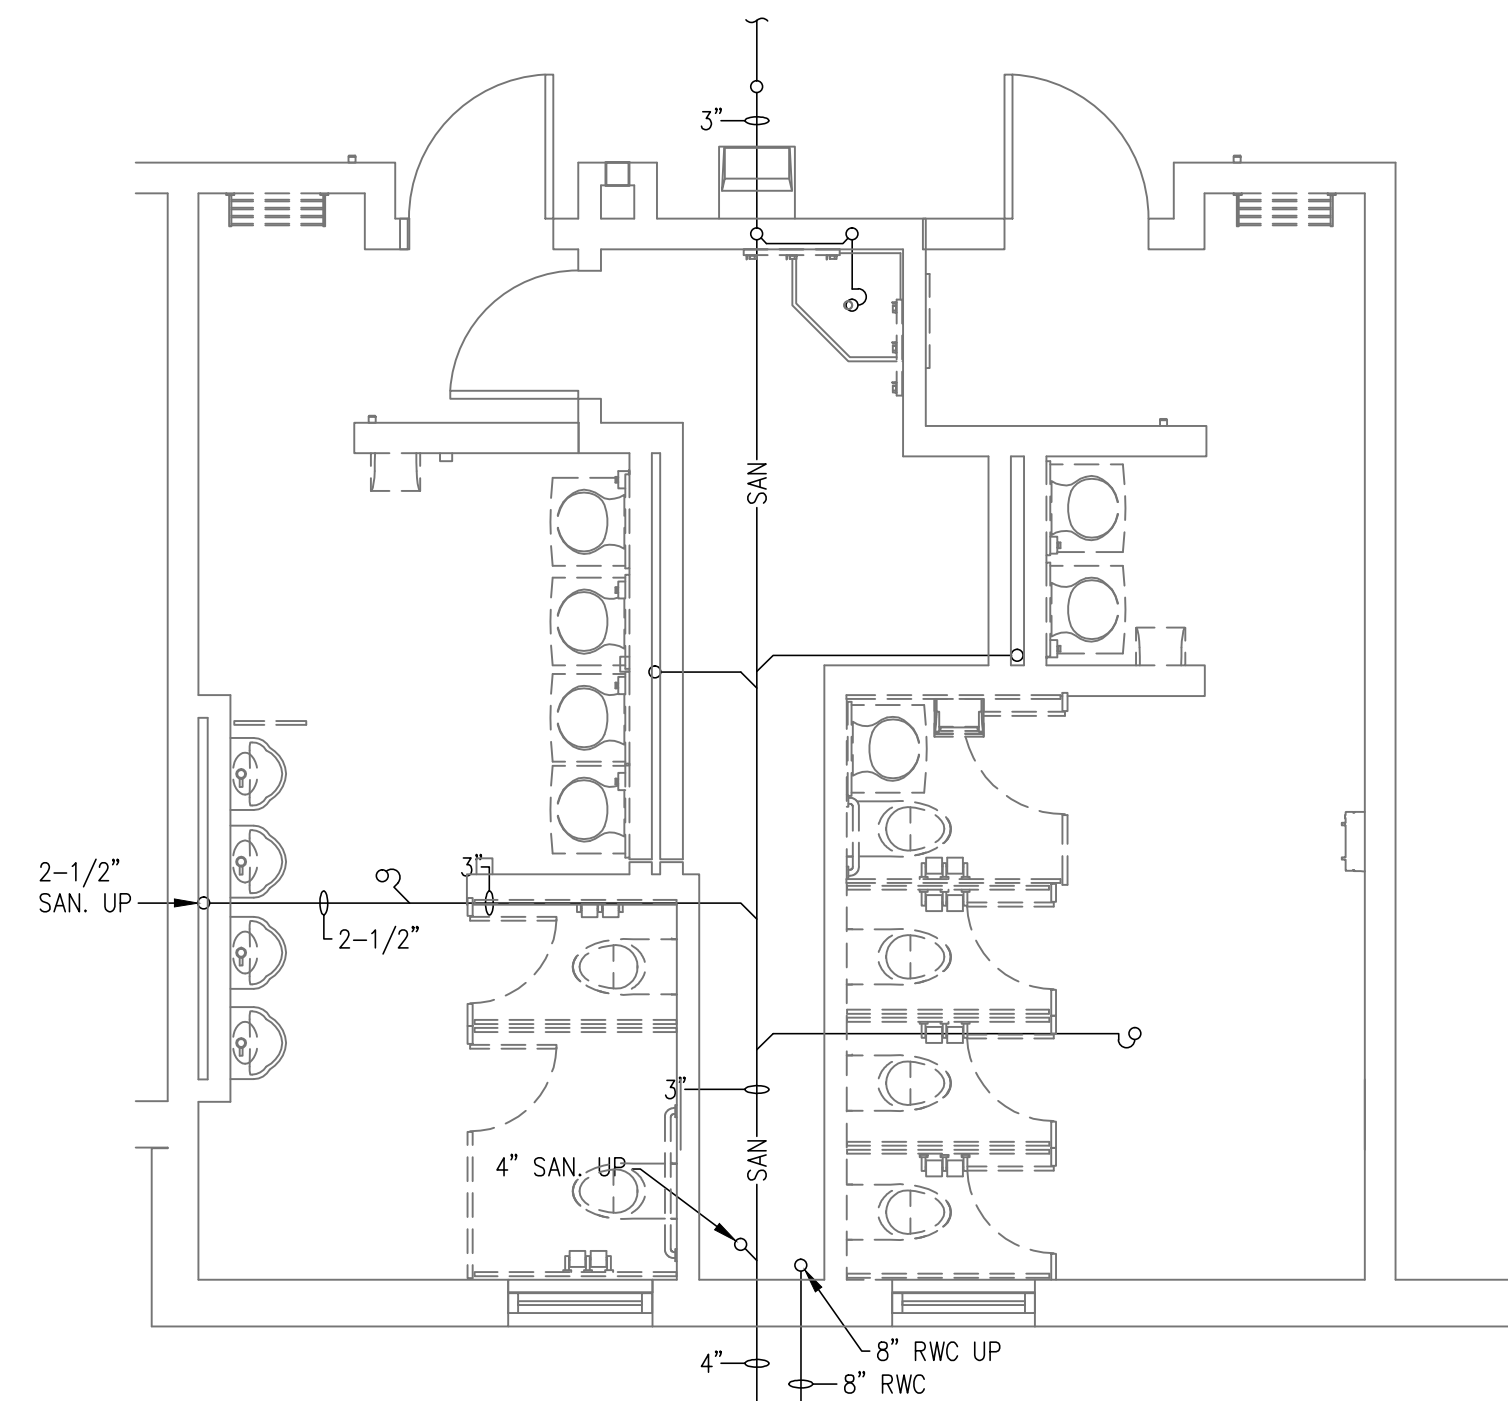 3”
SAN
2-1/2”
SAN. UP
3”
2-1/2”
3”
SAN
4” SAN. UP
8” RWC UP
4”
8” RWC